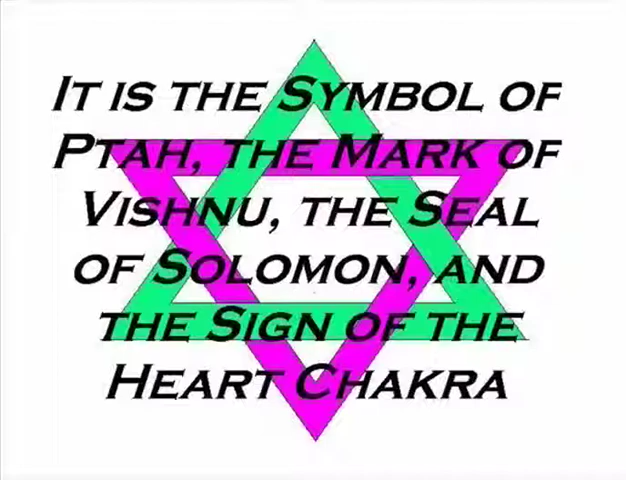 It is the Symbol of
Ptah, the Mark of
Vishnu, the Seal
of Solomon, and
the Sign of the
Heart Chakra